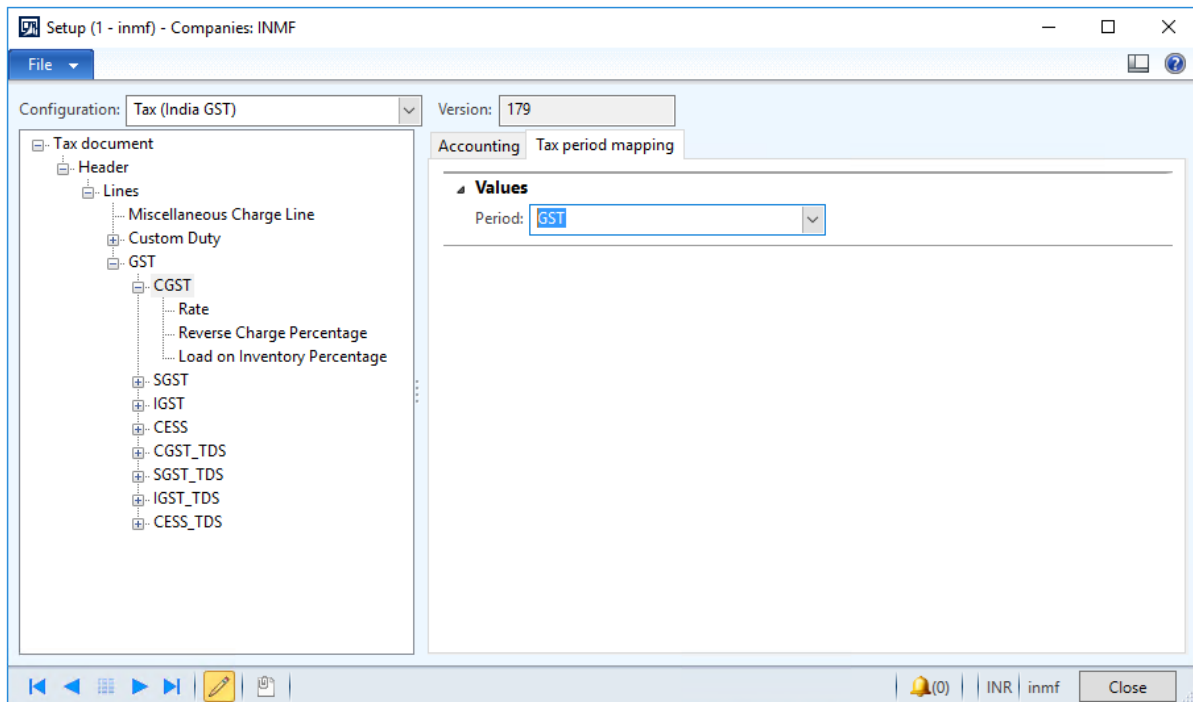 Setup (1 - inmf) - Companies: INMF
File
Configuration: Tax (India GST) Version: 179
Tax document
Header
Lines
Miscellaneous Charge Line
Custom Duty
GST
CGST
Rate
Reverse Charge Percentage
Load on Inventory Percentage
SGST
IGST
CESS
CGST_TDS
SGST_TDS
IGST_TDS
CESS_TDS
Accounting Tax period mapping
Values
Period: GST
(0) INR inmf Close